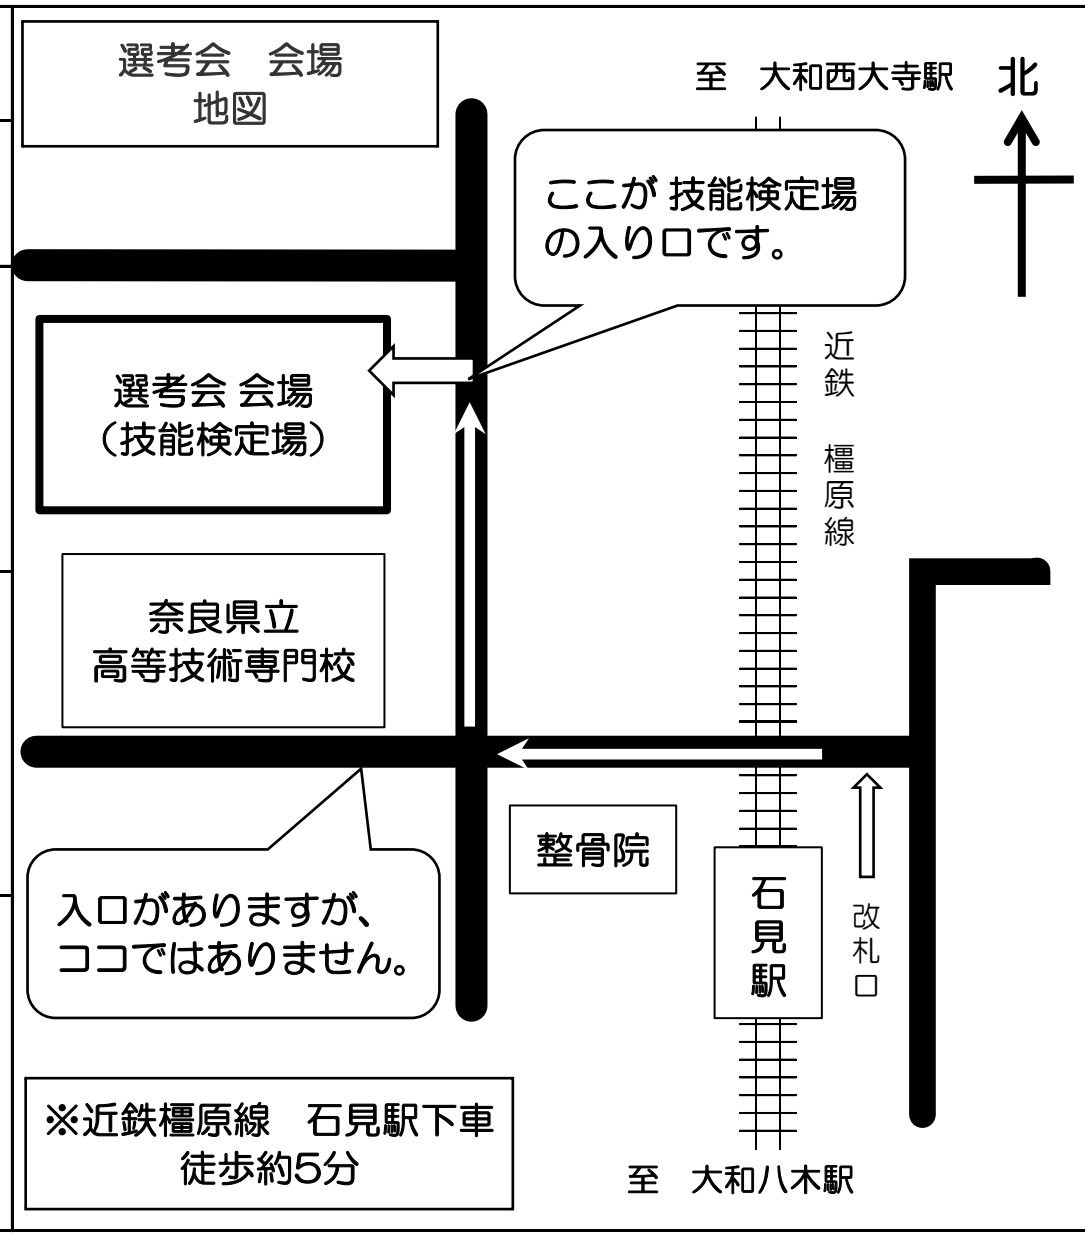 選考会　会場
地図
至　大和西大寺駅
北
ここが 技能検定場
の入り口です。
近鉄　橿原線
選考会 会場
（技能検定場）
奈良県立
高等技術専門校
整骨院
石見駅
改札口
入口がありますが、
ココではありません。
※近鉄橿原線　石見駅下車
徒歩約5分
至　大和八木駅